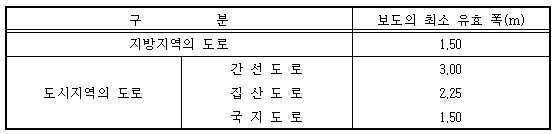 구 분 보도의 최소 유효 폭(m)
지방지역의 도로 1.50
도시지역의 도로 간 선 도 로 3.00
집 산 도 로 2.25
국 지 도 로 1.50